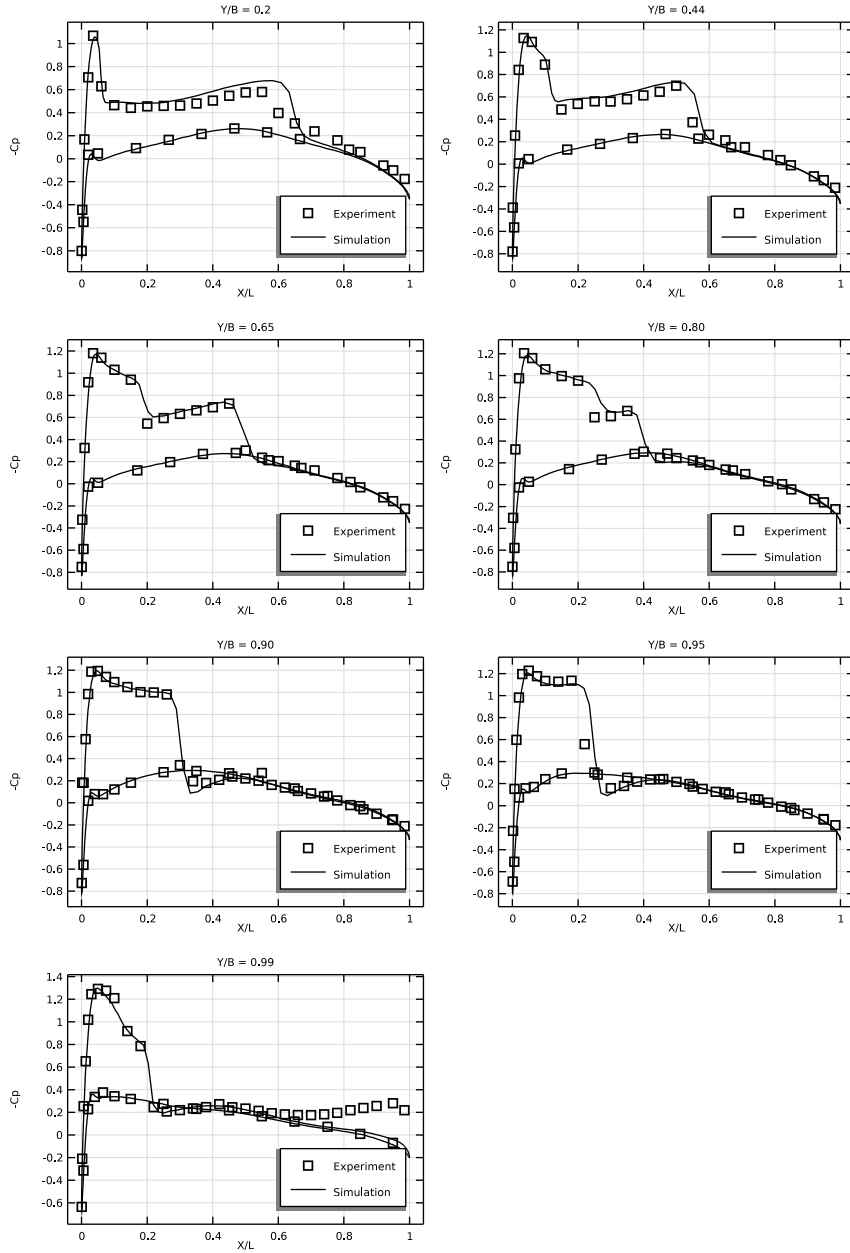 Y/B = 0.2
1
0.8
0.6
0.4
0.2
0
-0.2
-0.4
-0.6
-0.8
-Cp
0 0.2 0.4 0.6 0.8 1
X/L
Experiment
Simulation
Y/B = 0.44
1.2
1
0.8
0.6
0.4
0.2
0
-0.2
-0.4
-0.6
-0.8
-Cp
0 0.2 0.4 0.6 0.8 1
X/L
Experiment
Simulation
Y/B = 0.65
1.2
1
0.8
0.6
0.4
0.2
0
-0.2
-0.4
-0.6
-0.8
-Cp
0 0.2 0.4 0.6 0.8 1
X/L
Experiment
Simulation
Y/B = 0.80
1.2
1
0.8
0.6
0.4
0.2
0
-0.2
-0.4
-0.6
-0.8
-Cp
0 0.2 0.4 0.6 0.8 1
X/L
Experiment
Simulation
Y/B = 0.90
1.2
1
0.8
0.6
0.4
0.2
0
-0.2
-0.4
-0.6
-0.8
-Cp
0 0.2 0.4 0.6 0.8 1
X/L
Experiment
Simulation
Y/B = 0.95
1.2
1
0.8
0.6
0.4
0.2
0
-0.2
-0.4
-0.6
-0.8
-Cp
0 0.2 0.4 0.6 0.8 1
X/L
Experiment
Simulation
Y/B = 0.99
1.4
1.2
1
0.8
0.6
0.4
0.2
0
-0.2
-0.4
-0.6
-Cp
0 0.2 0.4 0.6 0.8 1
X/L
Experiment
Simulation